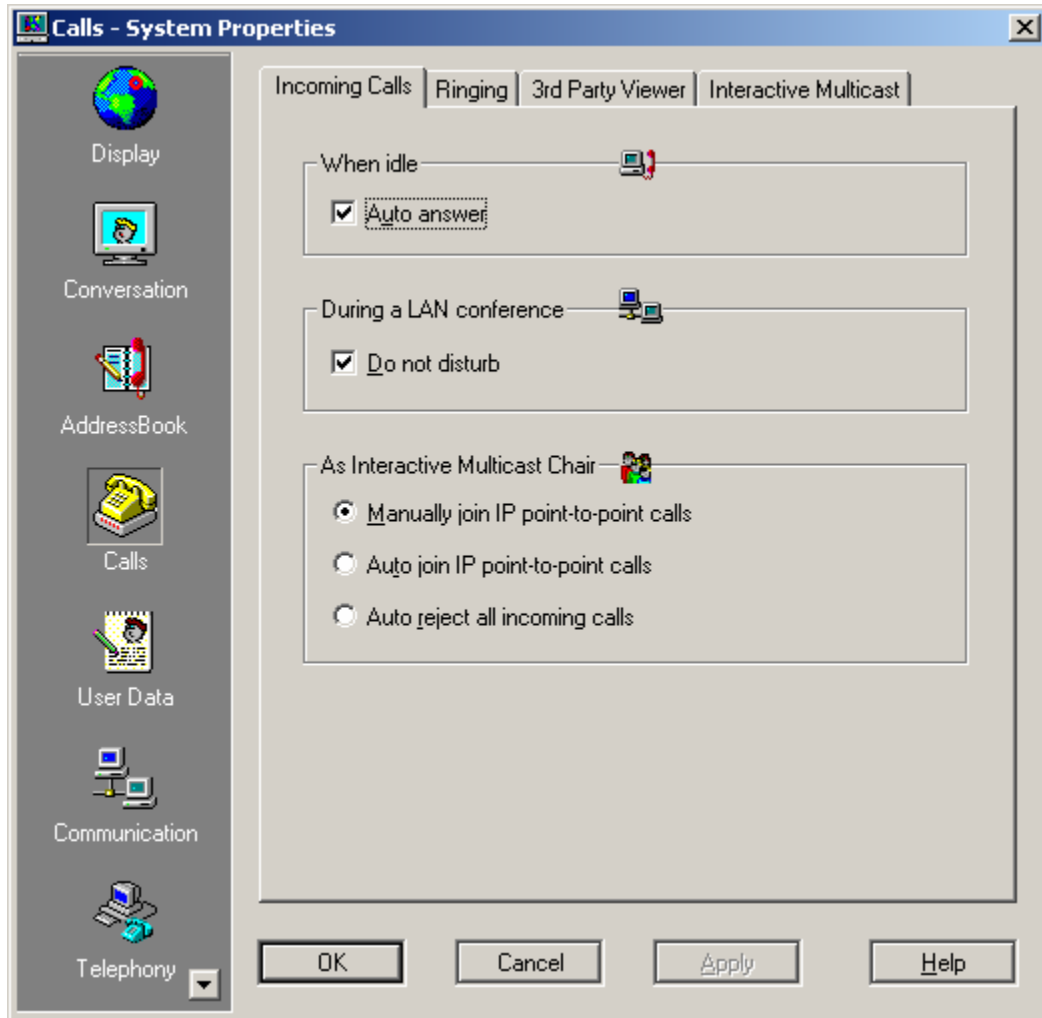 Calls - System Properties
Display
Conversation
AddressBook
Calls
User Data
Communication
Telephony
Incoming Calls
Ringing
3rd Party Viewer
Interactive Multicast
When idle
Auto answer
During a LAN conference
Do not disturb
As Interactive Multicast Chair
Manually join IP point-to-point calls
Auto join IP point-to-point calls
Auto reject all incoming calls
OK
Cancel
Apply
Help